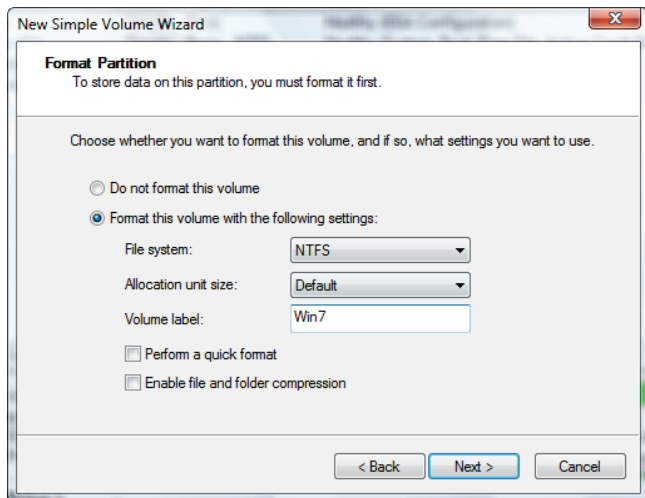 New Simple Volume Wizard
Format Partition
To store data on this partition, you must format it first.
Choose whether you want to format this volume, and if so, what settings you want to use.
Do not format this volume
Format this volume with the following settings:
File system: NTFS
Allocation unit size: Default
Volume label: Win7
Perform a quick format
Enable file and folder compression
< Back Next > Cancel